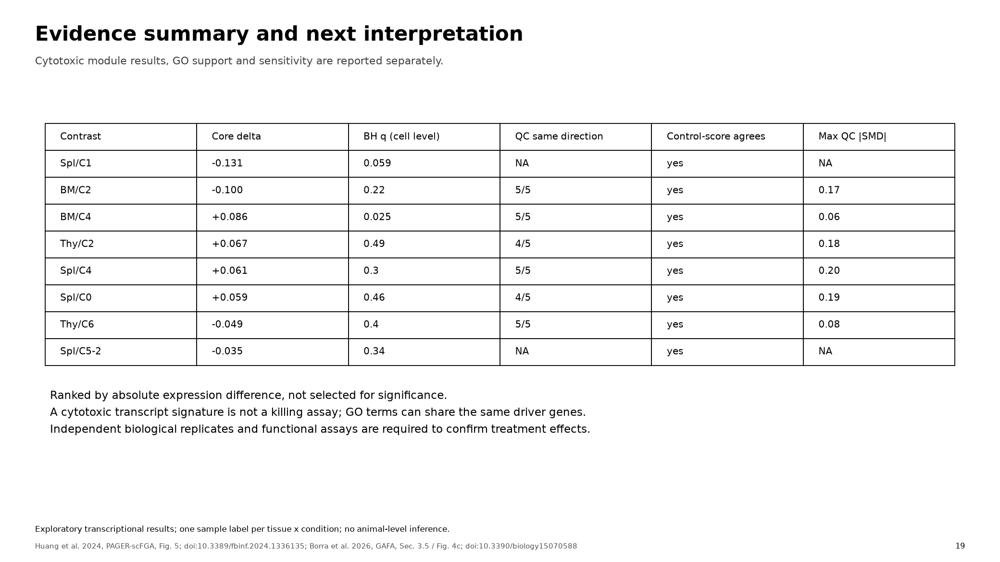 Evidence summary and next interpretation
Cytotoxic module results, GO support and sensitivity are reported separately.
Contrast Core delta BH q (cell level) QC same direction Control-score agrees Max QC |SMD|
Spl/C1 -0.131 0.059 NA yes NA
BM/C2 -0.100 0.22 5/5 yes 0.17
BM/C4 +0.086 0.025 5/5 yes 0.06
Thy/C2 +0.067 0.49 4/5 yes 0.18
Spl/C4 +0.061 0.3 5/5 yes 0.20
Spl/C0 +0.059 0.46 4/5 yes 0.19
Thy/C6 -0.049 0.4 5/5 yes 0.08
Spl/C5-2 -0.035 0.34 NA yes NA
Ranked by absolute expression difference, not selected for significance.
A cytotoxic transcript signature is not a killing assay; GO terms can share the same driver genes.
Independent biological replicates and functional assays are required to confirm treatment effects.
Exploratory transcriptional results; one sample label per tissue x condition; no animal-level inference.
Huang et al. 2024, PAGER-scFGA, Fig. 5; doi:10.3389/fbinf.2024.1336135; Borra et al. 2026, GAFA, Sec. 3.5 / Fig. 4c; doi:10.3390/biology15070588 19